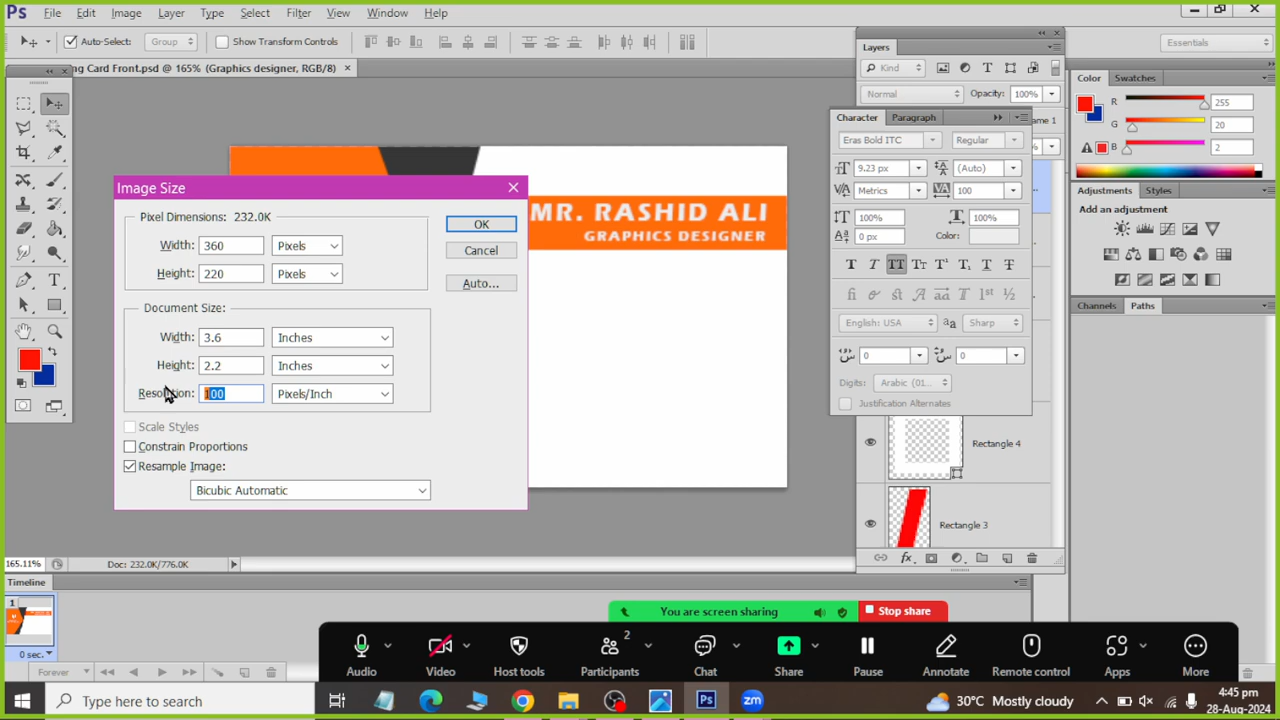 Ps File Edit Image Layer Type Select Filter View Window Help
Auto-Select: Group Show Transform Controls Essentials
ng Card Front.psd @ 165% (Graphics designer, RGB/8) ×
Layers
Kind
Normal Opacity: 100%
ame 1
Character Paragraph
Eras Bold ITC Regular
9.23 px (Auto)
Metrics 100
100% 100%
0 px Color:
English: USA Sharp
0 0
Digits: Arabic (01...
Justification Alternates
Rectangle 4
Rectangle 3
Color Swatches
R 255
G 20
B 2
Adjustments Styles
Add an adjustment
Channels Paths
MR. RASHID ALI
GRAPHICS DESIGNER
Image Size
Pixel Dimensions: 232.0K
Width: 360 Pixels
Height: 220 Pixels
OK
Cancel
Auto...
Document Size:
Width: 3.6 Inches
Height: 2.2 Inches
Resolution: 100 Pixels/Inch
Scale Styles
Constrain Proportions
Resample Image:
Bicubic Automatic
165.11% Doc: 232.0K/776.0K
Timeline
1
0 sec.
Forever
You are screen sharing Stop share
Audio Video Host tools Participants 2 Chat Share Pause Annotate Remote control Apps More
Type here to search
Ps zm
30°C Mostly cloudy
4:45 pm
28-Aug-2024